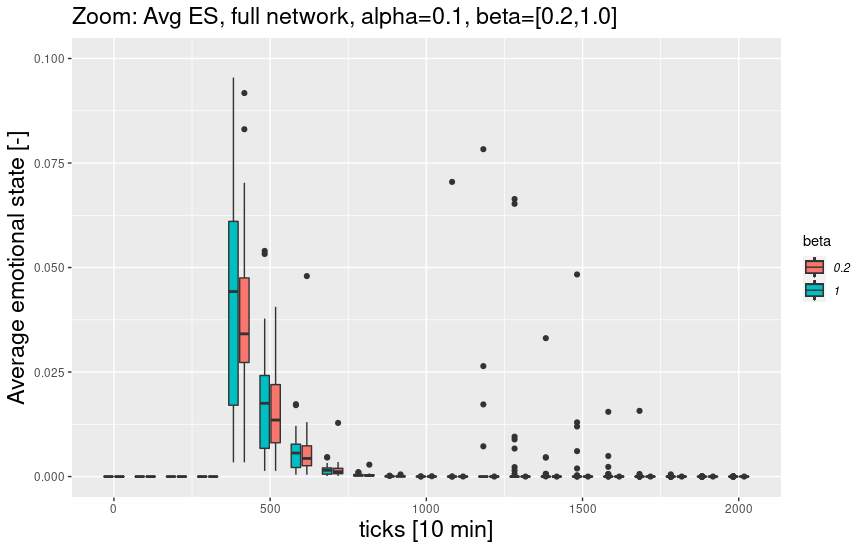 Zoom: Avg ES, full network, alpha=0.1, beta=[0.2,1.0]
Average emotional state [-]
0.100
0.075
0.050
0.025
0.000
0 500 1000 1500 2000
ticks [10 min]
beta
0.2
1